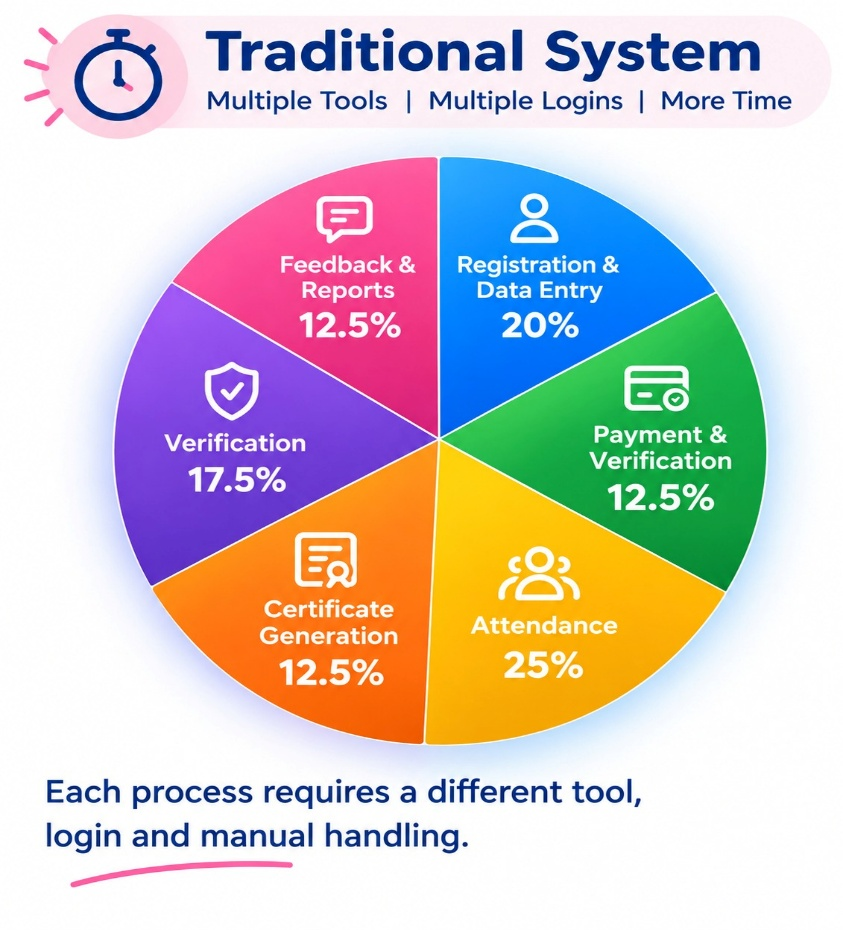 Traditional System
Multiple Tools | Multiple Logins | More Time
Feedback &
Reports
12.5%
Registration &
Data Entry
20%
Verification
17.5%
Payment &
Verification
12.5%
Certificate
Generation
12.5%
Attendance
25%
Each process requires a different tool,
login and manual handling.